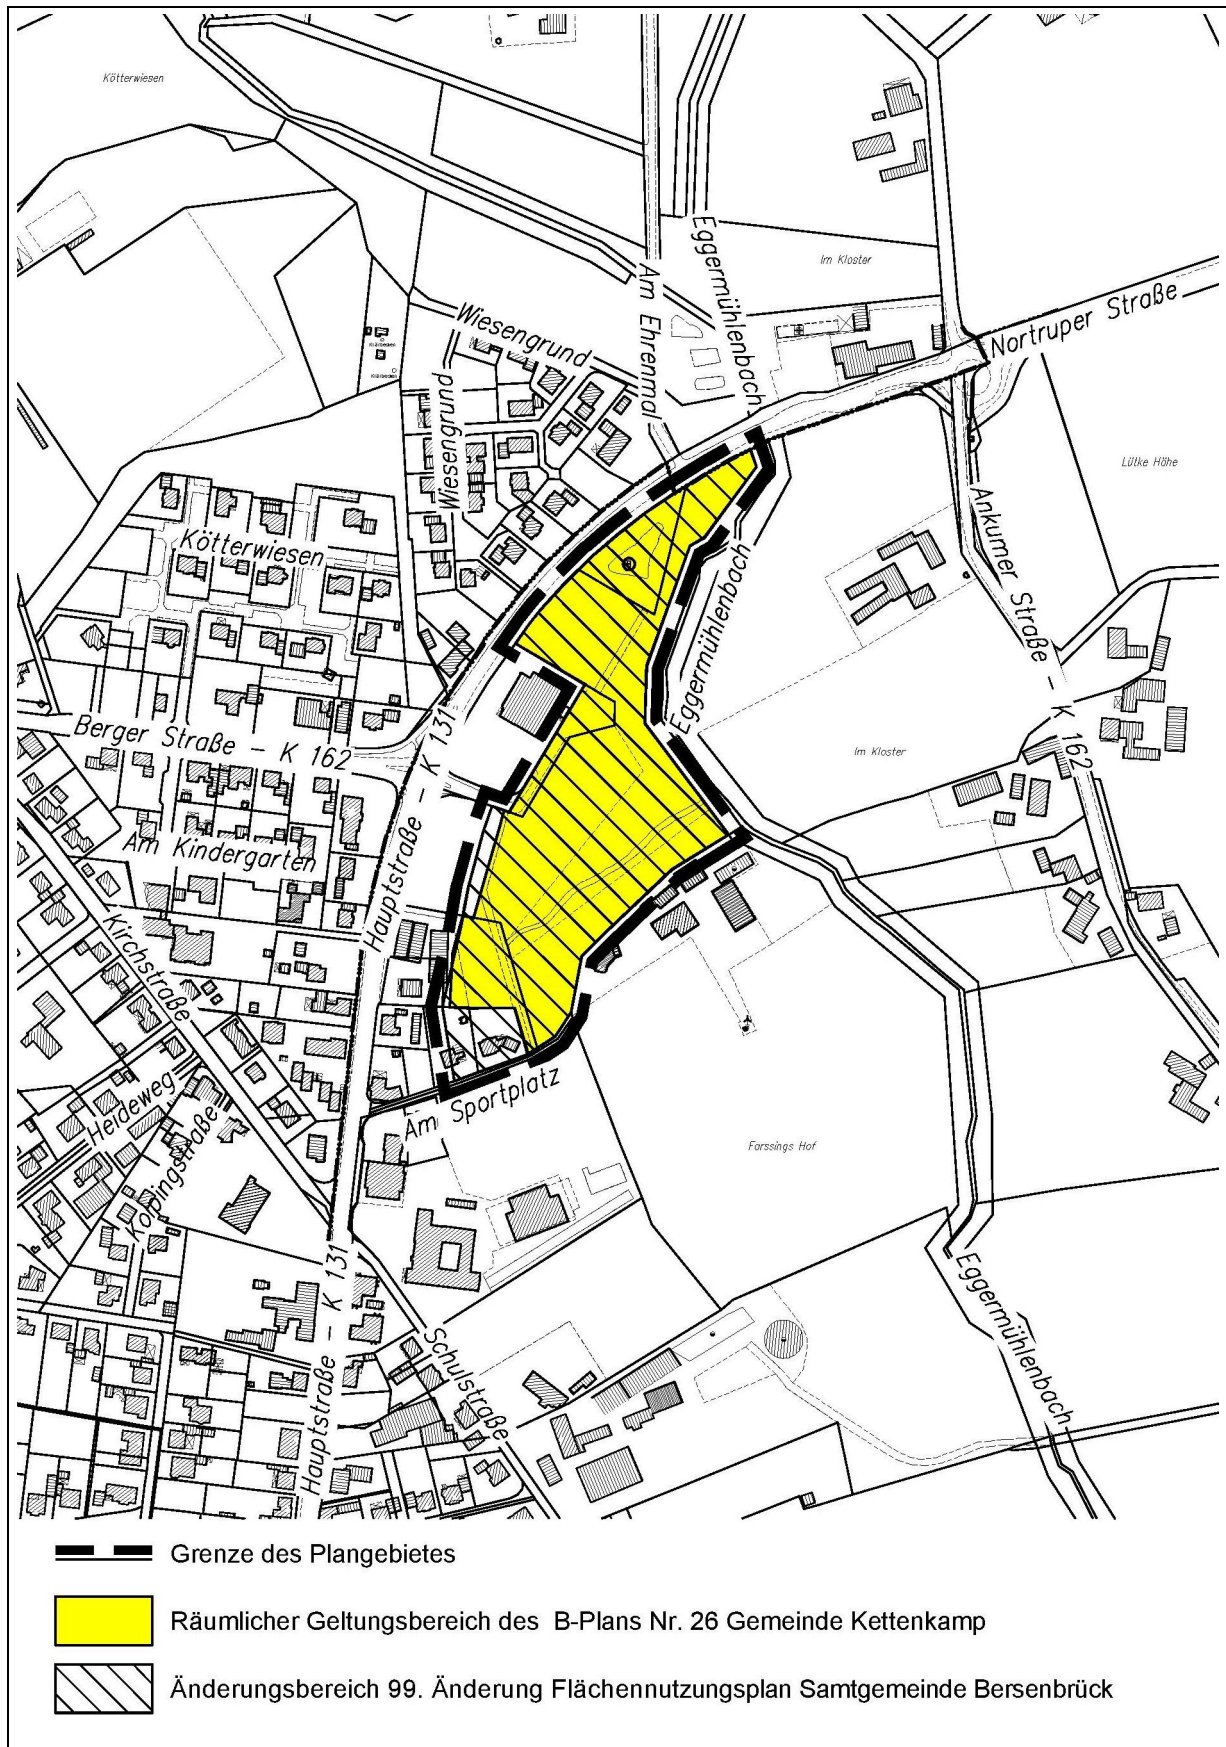 Kötterwiesen
Eggermühlenbach
Am Ehrenmal
Im Kloster
Nortruper Straße
Wiesengrund
Wiesengrund
Klärbecken
Klärbecken
Lütke Höhe
Kötterwiesen
Ankumer Straße - K 162
Eggermühlenbach
Berger Straße - K 162
Im Kloster
Hauptstraße - K 131
Am Kindergarten
Kirchstraße
Heideweg
Kolpingstraße
Am Sportplatz
Farssings Hof
Hauptstraße - K 131
Schulstraße
Eggermühlenbach
Grenze des Plangebietes
Räumlicher Geltungsbereich des B-Plans Nr. 26 Gemeinde Kettenkamp
Änderungsbereich 99. Änderung Flächennutzungsplan Samtgemeinde Bersenbrück